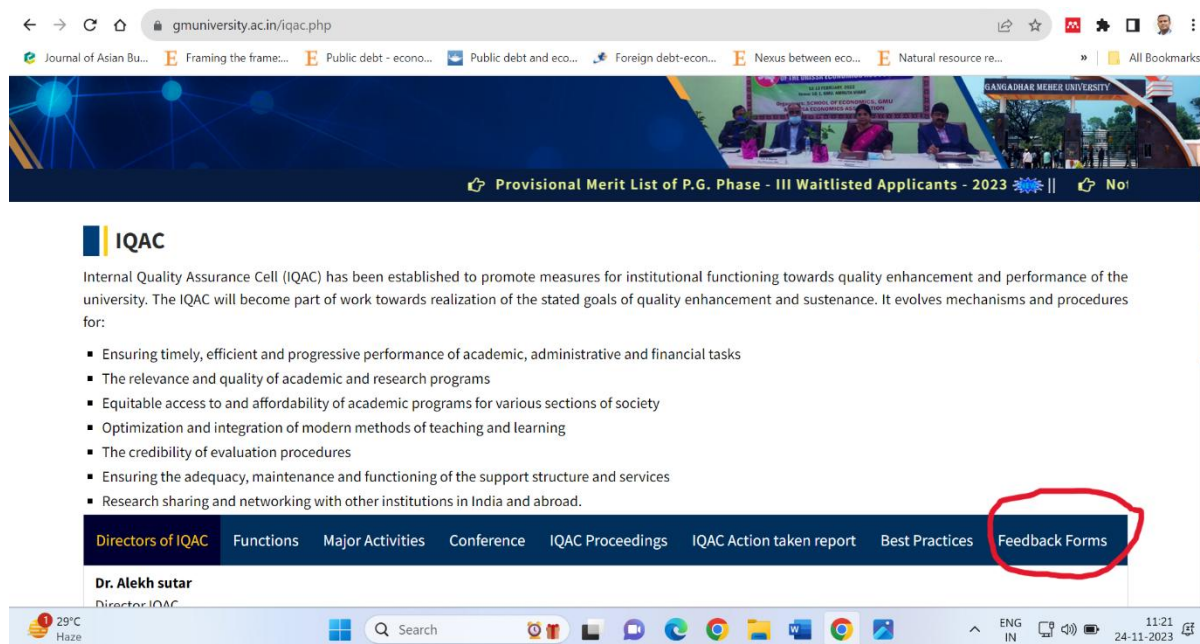 gmuniversity.ac.in/iqac.php
Journal of Asian Bu...
Framing the frame:...
Public debt - econo...
Public debt and eco...
Foreign debt-econ...
Nexus between eco...
Natural resource re...
»
All Bookmarks
12-13 FEBRUARY, 2022
GANGADHAR MEHER UNIVERSITY
Provisional Merit List of P.G. Phase - III Waitlisted Applicants - 2023 || Not
IQAC
Internal Quality Assurance Cell (IQAC) has been established to promote measures for institutional functioning towards quality enhancement and performance of the
university. The IQAC will become part of work towards realization of the stated goals of quality enhancement and sustenance. It evolves mechanisms and procedures
for:
▪ Ensuring timely, efficient and progressive performance of academic, administrative and financial tasks
▪ The relevance and quality of academic and research programs
▪ Equitable access to and affordability of academic programs for various sections of society
▪ Optimization and integration of modern methods of teaching and learning
▪ The credibility of evaluation procedures
▪ Ensuring the adequacy, maintenance and functioning of the support structure and services
▪ Research sharing and networking with other institutions in India and abroad.
Directors of IQAC Functions Major Activities Conference IQAC Proceedings IQAC Action taken report Best Practices Feedback Forms
Dr. Alekh sutar
Director IQAC
1
29°C
Haze
Search
ENG
IN
11:21
24-11-2023